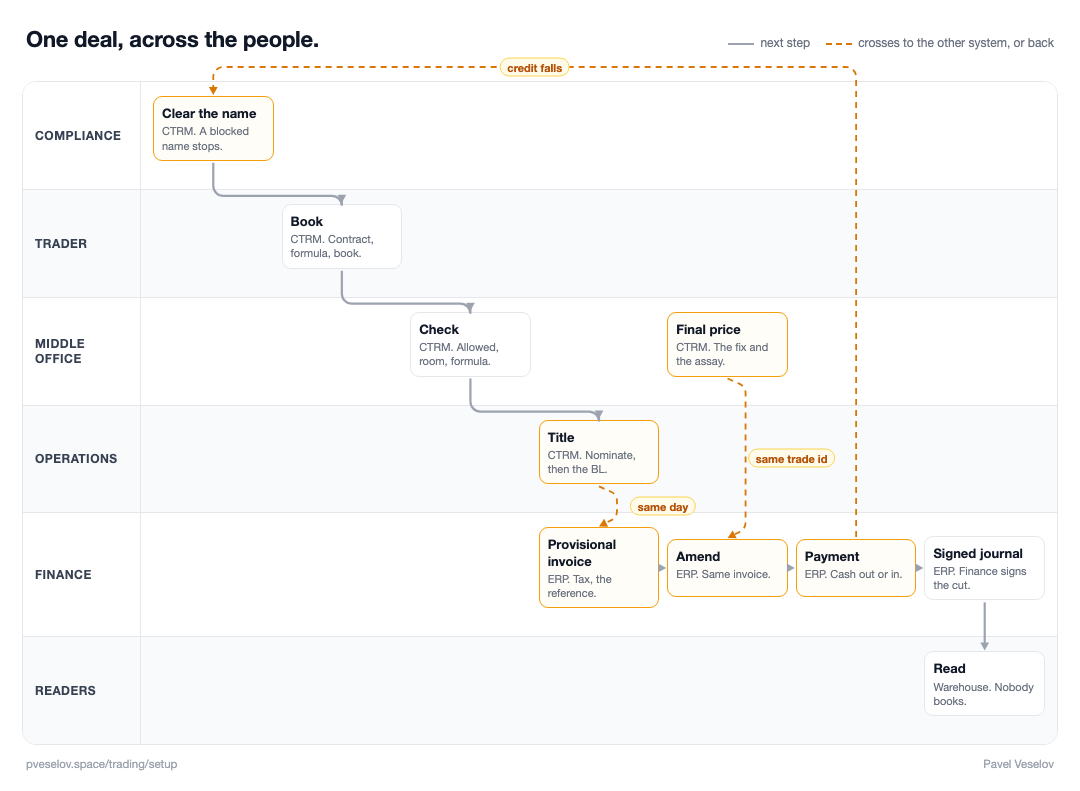 One deal, across the people.
next step
crosses to the other system, or back
credit falls
COMPLIANCE
Clear the name
CTRM. A blocked
name stops.
TRADER
Book
CTRM. Contract,
formula, book.
MIDDLE
OFFICE
Check
CTRM. Allowed,
room, formula.
Final price
CTRM. The fix and
the assay.
OPERATIONS
Title
CTRM. Nominate,
then the BL.
same trade id
same day
FINANCE
Provisional
invoice
ERP. Tax, the
reference.
Amend
ERP. Same invoice.
Payment
ERP. Cash out or in.
Signed journal
ERP. Finance signs
the cut.
READERS
Read
Warehouse. Nobody
books.
pveselov.space/trading/setup
Pavel Veselov